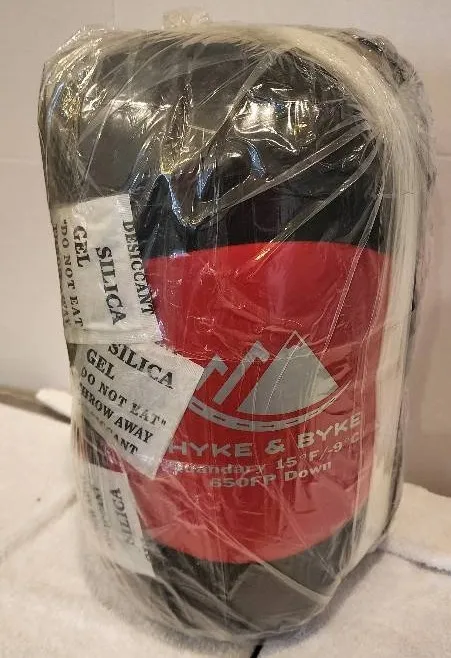 DESICCANT
SILICA
GEL
"DO NOT EAT
SILICA
GEL
DO NOT EAT"
THROW AWAY
HYKE & BYKE
15°F/-9°C
650FP Down
SILICA